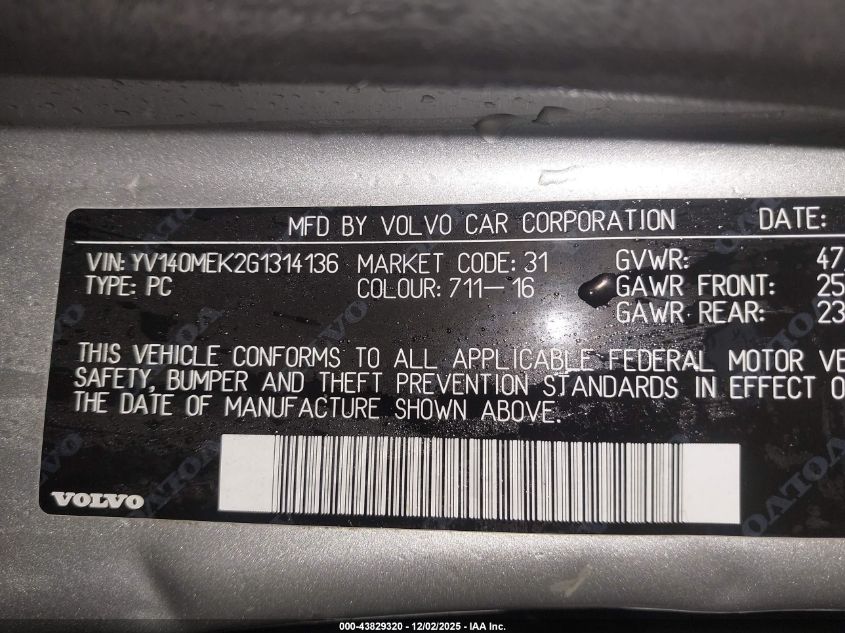 MFD BY VOLVO CAR CORPORATION DATE:
VIN: YV140MEK2G1314136 MARKET CODE: 31 GVWR: 47
TYPE: PC COLOUR: 711-16 GAWR FRONT: 25
GAWR REAR: 23
THIS VEHICLE CONFORMS TO ALL APPLICABLE FEDERAL MOTOR VE
SAFETY, BUMPER AND THEFT PREVENTION STANDARDS IN EFFECT O
THE DATE OF MANUFACTURE SHOWN ABOVE.
VOLVO
000-43829320 - 12/02/2025 - IAA Inc.